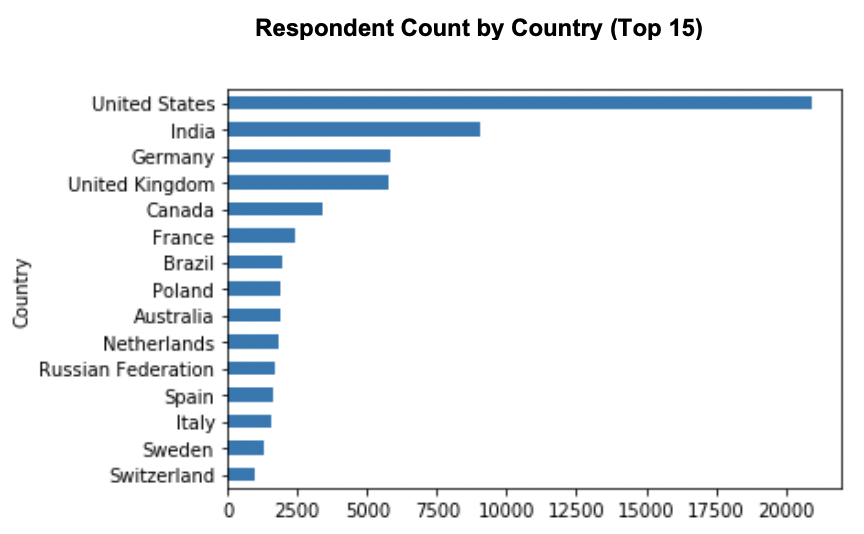 Respondent Count by Country (Top 15)
Country
United States
India
Germany
United Kingdom
Canada
France
Brazil
Poland
Australia
Netherlands
Russian Federation
Spain
Italy
Sweden
Switzerland
0 2500 5000 7500 10000 12500 15000 17500 20000